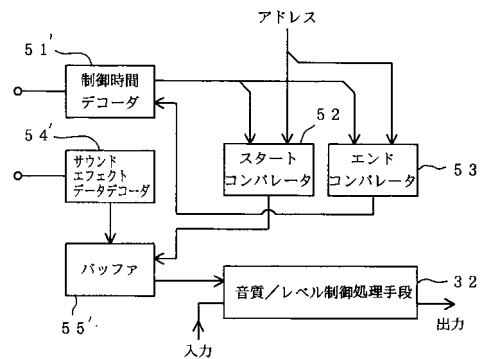 アドレス
51'
制御時間
デコーダ
52
54'
サウンド
エフェクト
データデコーダ
スタート
コンパレータ
エンド
コンパレータ
53
バッファ
音質/レベル制御処理手段
32
55'
入力
出力